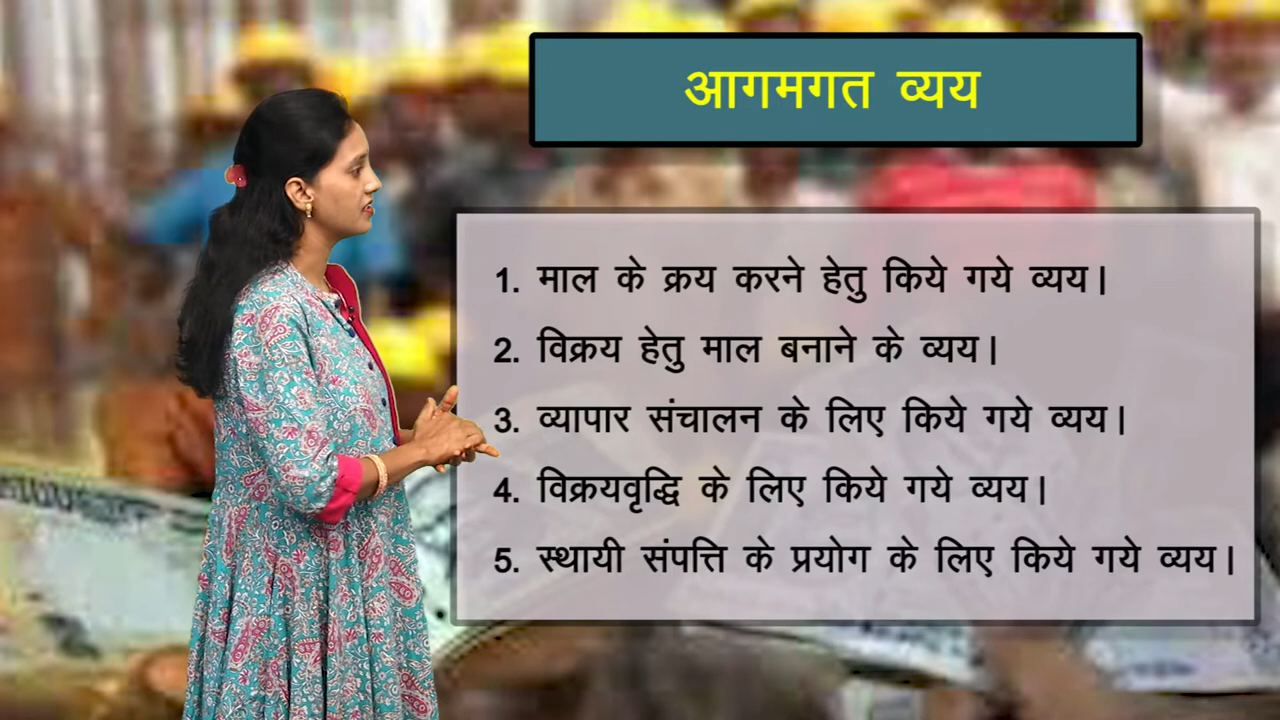 आगमगत व्यय
1. माल के क्रय करने हेतु किये गये व्यय।
2. विक्रय हेतु माल बनाने के व्यय।
3. व्यापार संचालन के लिए किये गये व्यय।
4. विक्रयवृद्धि के लिए किये गये व्यय।
5. स्थायी संपत्ति के प्रयोग के लिए किये गये व्यय।